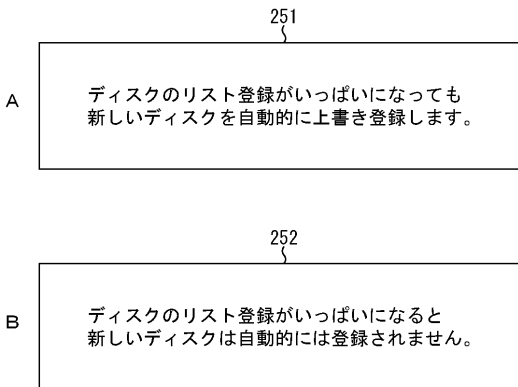 251
A
ディスクのリスト登録がいっぱいになっても
新しいディスクを自動的に上書き登録します。
252
B
ディスクのリスト登録がいっぱいになると
新しいディスクは自動的には登録されません。